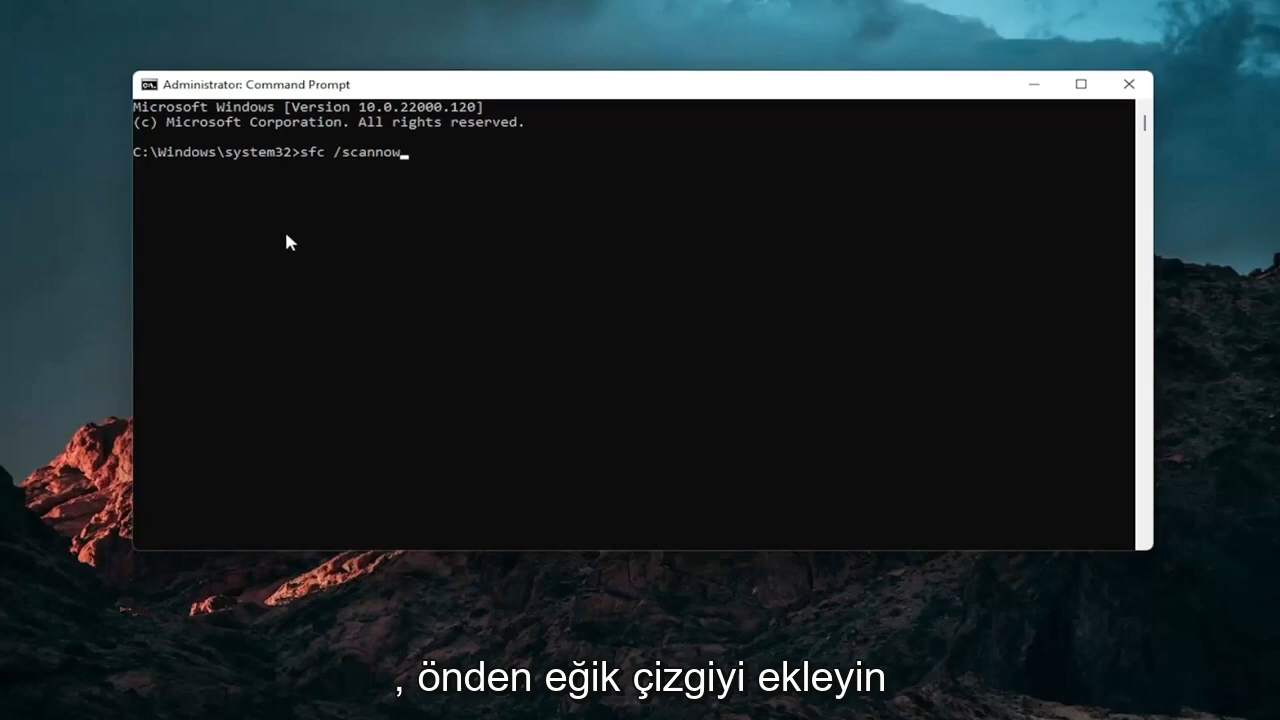 Administrator: Command Prompt
Microsoft Windows [Version 10.0.22000.120]
(c) Microsoft Corporation. All rights reserved.
C:\Windows\system32>sfc /scannow
, önden eğik çizgiyi ekleyin